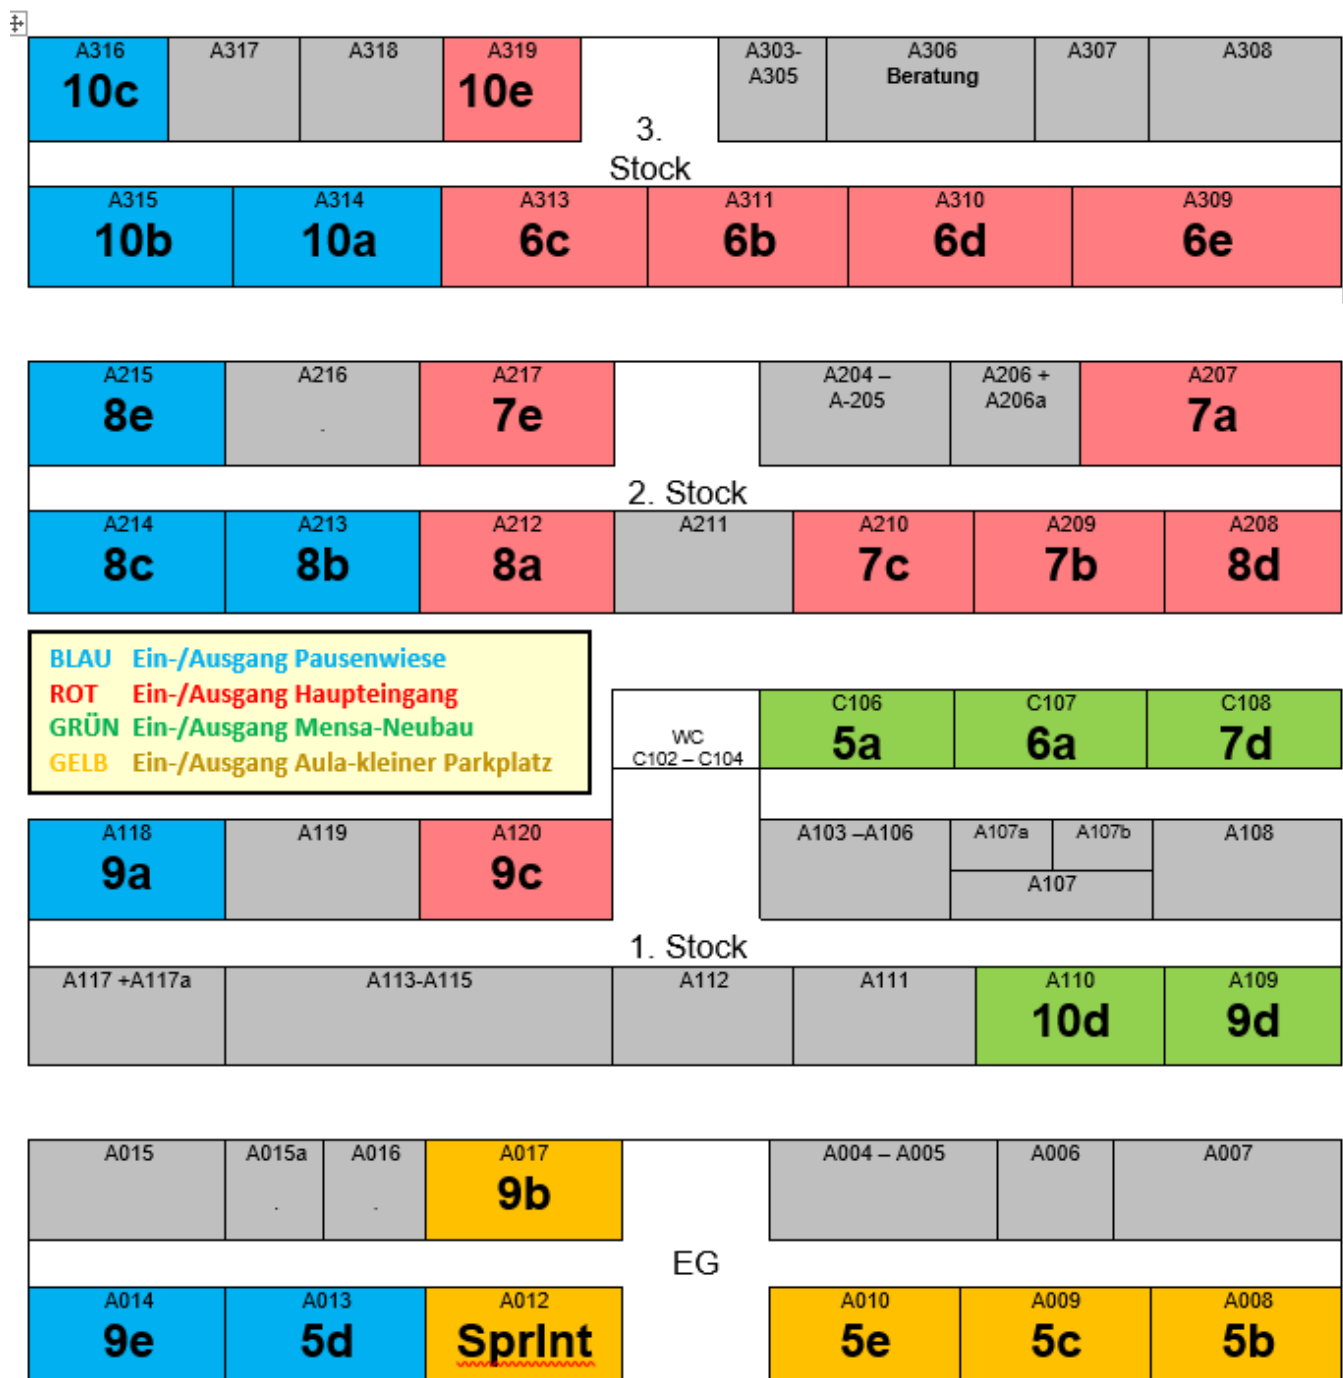 A316
10c
A317
A318
A319
10e
3.
Stock
A303-
A305
A306
Beratung
A307
A308
A315
10b
A314
10a
A313
6c
A311
6b
A310
6d
A309
6e
A215
8e
A216
.
A217
7e
A204 –
A-205
A206 +
A206a
A207
7a
2. Stock
A214
8c
A213
8b
A212
8a
A211
A210
7c
A209
7b
A208
8d
BLAU Ein-/Ausgang Pausenwiese
ROT Ein-/Ausgang Haupteingang
GRÜN Ein-/Ausgang Mensa-Neubau
GELB Ein-/Ausgang Aula-kleiner Parkplatz
WC
C102 – C104
C106
5a
C107
6a
C108
7d
A118
9a
A119
A120
9c
A103 –A106
A107a
A107b
A107
A108
1. Stock
A117 +A117a
A113-A115
A112
A111
A110
10d
A109
9d
A015
A015a
.
A016
.
A017
9b
A004 – A005
A006
A007
EG
A014
9e
A013
5d
A012
SprInt
A010
5e
A009
5c
A008
5b